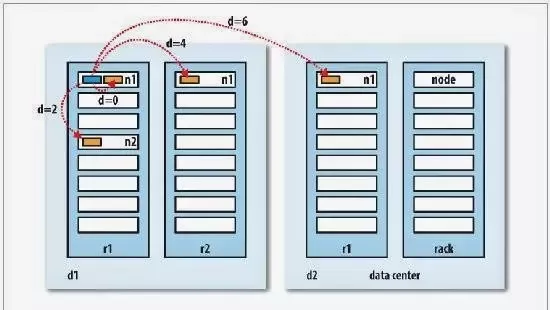 d=6
d=4
n1
n1
n1
node
d=0
d=2
n2
r1
r2
r1
rack
d1
d2
data center